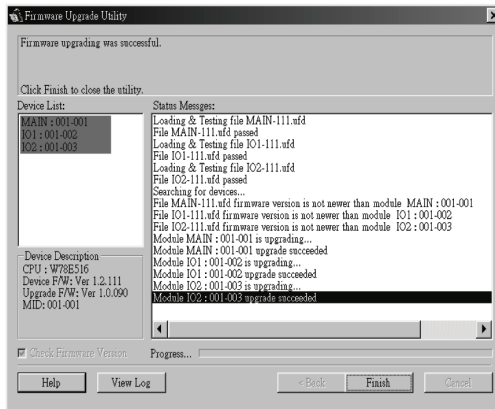 Firmware Upgrade Utility
Firmware upgrading was successful.
Click Finish to close the utility.
Device List:
MAIN : 001-001
IO1 : 001-002
IO2 : 001-003
Device Description
CPU : W78E516
Device F/W: Ver 1.2.111
Upgrade F/W: Ver 1.0.090
MID: 001-001
Status Messges:
Loading & Testing file MAIN-111.ufd
File MAIN-111.ufd passed
Loading & Testing file IO1-111.ufd
File IO1-111.ufd passed
Loading & Testing file IO2-111.ufd
File IO2-111.ufd passed
Searching for devices...
File MAIN-111.ufd firmware version is not newer than module MAIN : 001-001
File IO1-111.ufd firmware version is not newer than module IO1 : 001-002
File IO2-111.ufd firmware version is not newer than module IO2 : 001-003
Module MAIN : 001-001 is upgrading...
Module MAIN : 001-001 upgrade succeeded
Module IO1 : 001-002 is upgrading...
Module IO1 : 001-002 upgrade succeeded
Module IO2 : 001-003 is upgrading...
Module IO2 : 001-003 upgrade succeeded
Check Firmware Version
Progress...
Help
View Log
< Back
Finish
Cancel